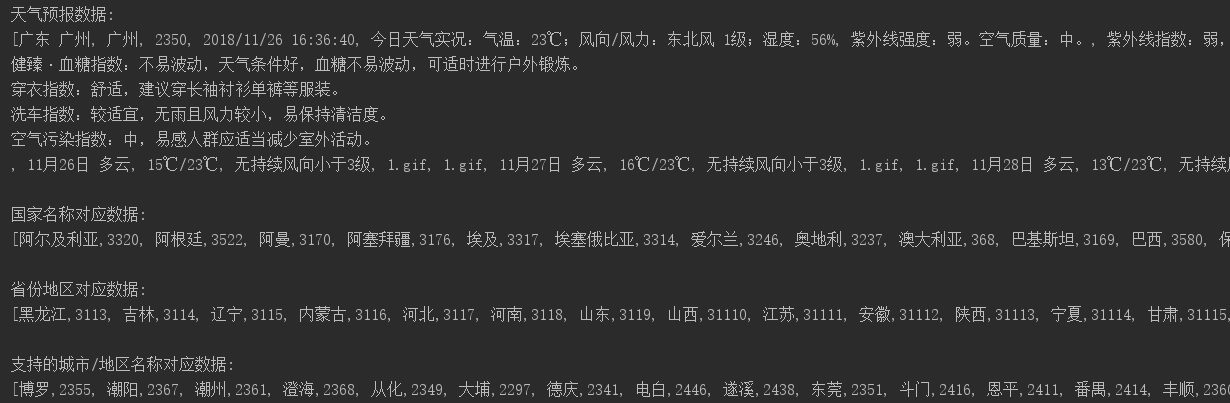 天气预报数据:
[广东 广州, 广州, 2350, 2018/11/26 16:36:40, 今日天气实况：气温：23℃；风向/风力：东北风 1级；湿度：56%, 紫外线强度：弱。空气质量：中。, 紫外线指数：弱,
健臻·血糖指数：不易波动，天气条件好，血糖不易波动，可适时进行户外锻炼。
穿衣指数：舒适，建议穿长袖衬衫单裤等服装。
洗车指数：较适宜，无雨且风力较小，易保持清洁度。
空气污染指数：中，易感人群应适当减少室外活动。
, 11月26日 多云, 15℃/23℃, 无持续风向小于3级, 1.gif, 1.gif, 11月27日 多云, 16℃/23℃, 无持续风向小于3级, 1.gif, 1.gif, 11月28日 多云, 13℃/23℃, 无持续
国家名称对应数据:
[阿尔及利亚,3320, 阿根廷,3522, 阿曼,3170, 阿塞拜疆,3176, 埃及,3317, 埃塞俄比亚,3314, 爱尔兰,3246, 奥地利,3237, 澳大利亚,368, 巴基斯坦,3169, 巴西,3580, 保
省份地区对应数据:
[黑龙江,3113, 吉林,3114, 辽宁,3115, 内蒙古,3116, 河北,3117, 河南,3118, 山东,3119, 山西,31110, 江苏,31111, 安徽,31112, 陕西,31113, 宁夏,31114, 甘肃,31115,
支持的城市/地区名称对应数据:
[博罗,2355, 潮阳,2367, 潮州,2361, 澄海,2368, 从化,2349, 大埔,2297, 德庆,2341, 电白,2446, 遂溪,2438, 东莞,2351, 斗门,2416, 恩平,2411, 番禺,2414, 丰顺,2360